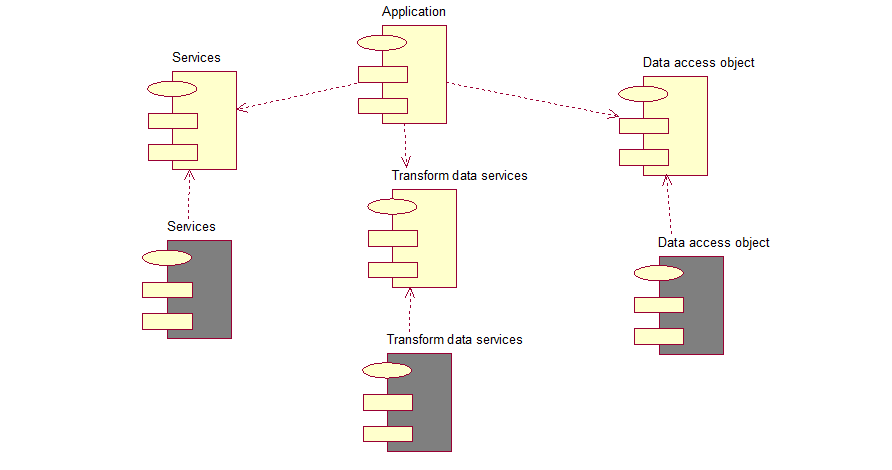 Application
Services
Data access object
Transform data services
Services
Data access object
Transform data services